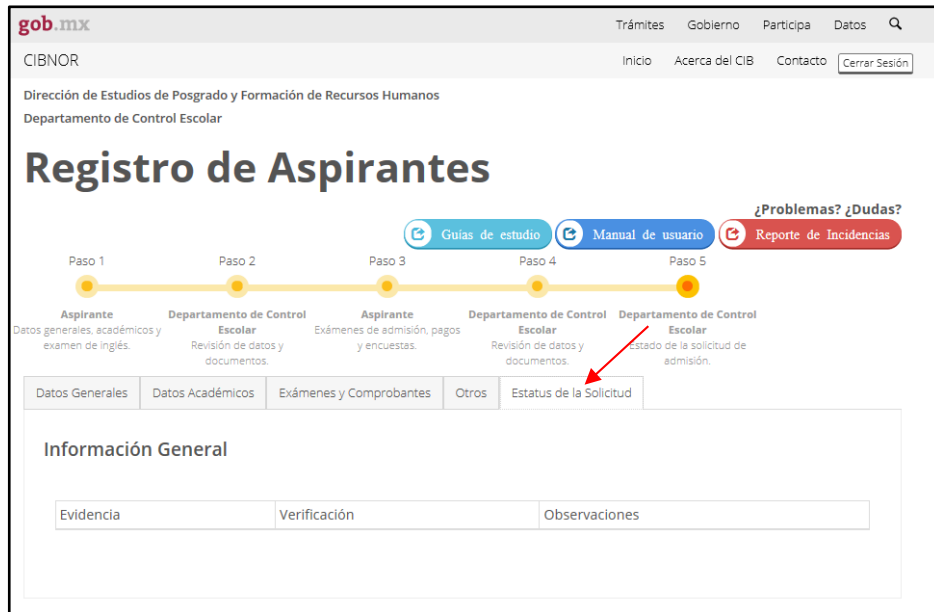 gob.mx
Trámites Gobierno Participa Datos
CIBNOR
Inicio Acerca del CIB Contacto Cerrar Sesión
Dirección de Estudios de Posgrado y Formación de Recursos Humanos
Departamento de Control Escolar
Registro de Aspirantes
¿Problemas? ¿Dudas?
Guías de estudio Manual de usuario Reporte de Incidencias
Paso 1 Paso 2 Paso 3 Paso 4 Paso 5
Aspirante
Datos generales, académicos y
examen de inglés.
Departamento de Control
Escolar
Revisión de datos y
documentos.
Aspirante
Exámenes de admisión, pagos
y encuestas.
Departamento de Control
Escolar
Revisión de datos y
documentos.
Departamento de Control
Escolar
Estado de la solicitud de
admisión.
Datos Generales Datos Académicos Exámenes y Comprobantes Otros Estatus de la Solicitud
Información General
Evidencia Verificación Observaciones